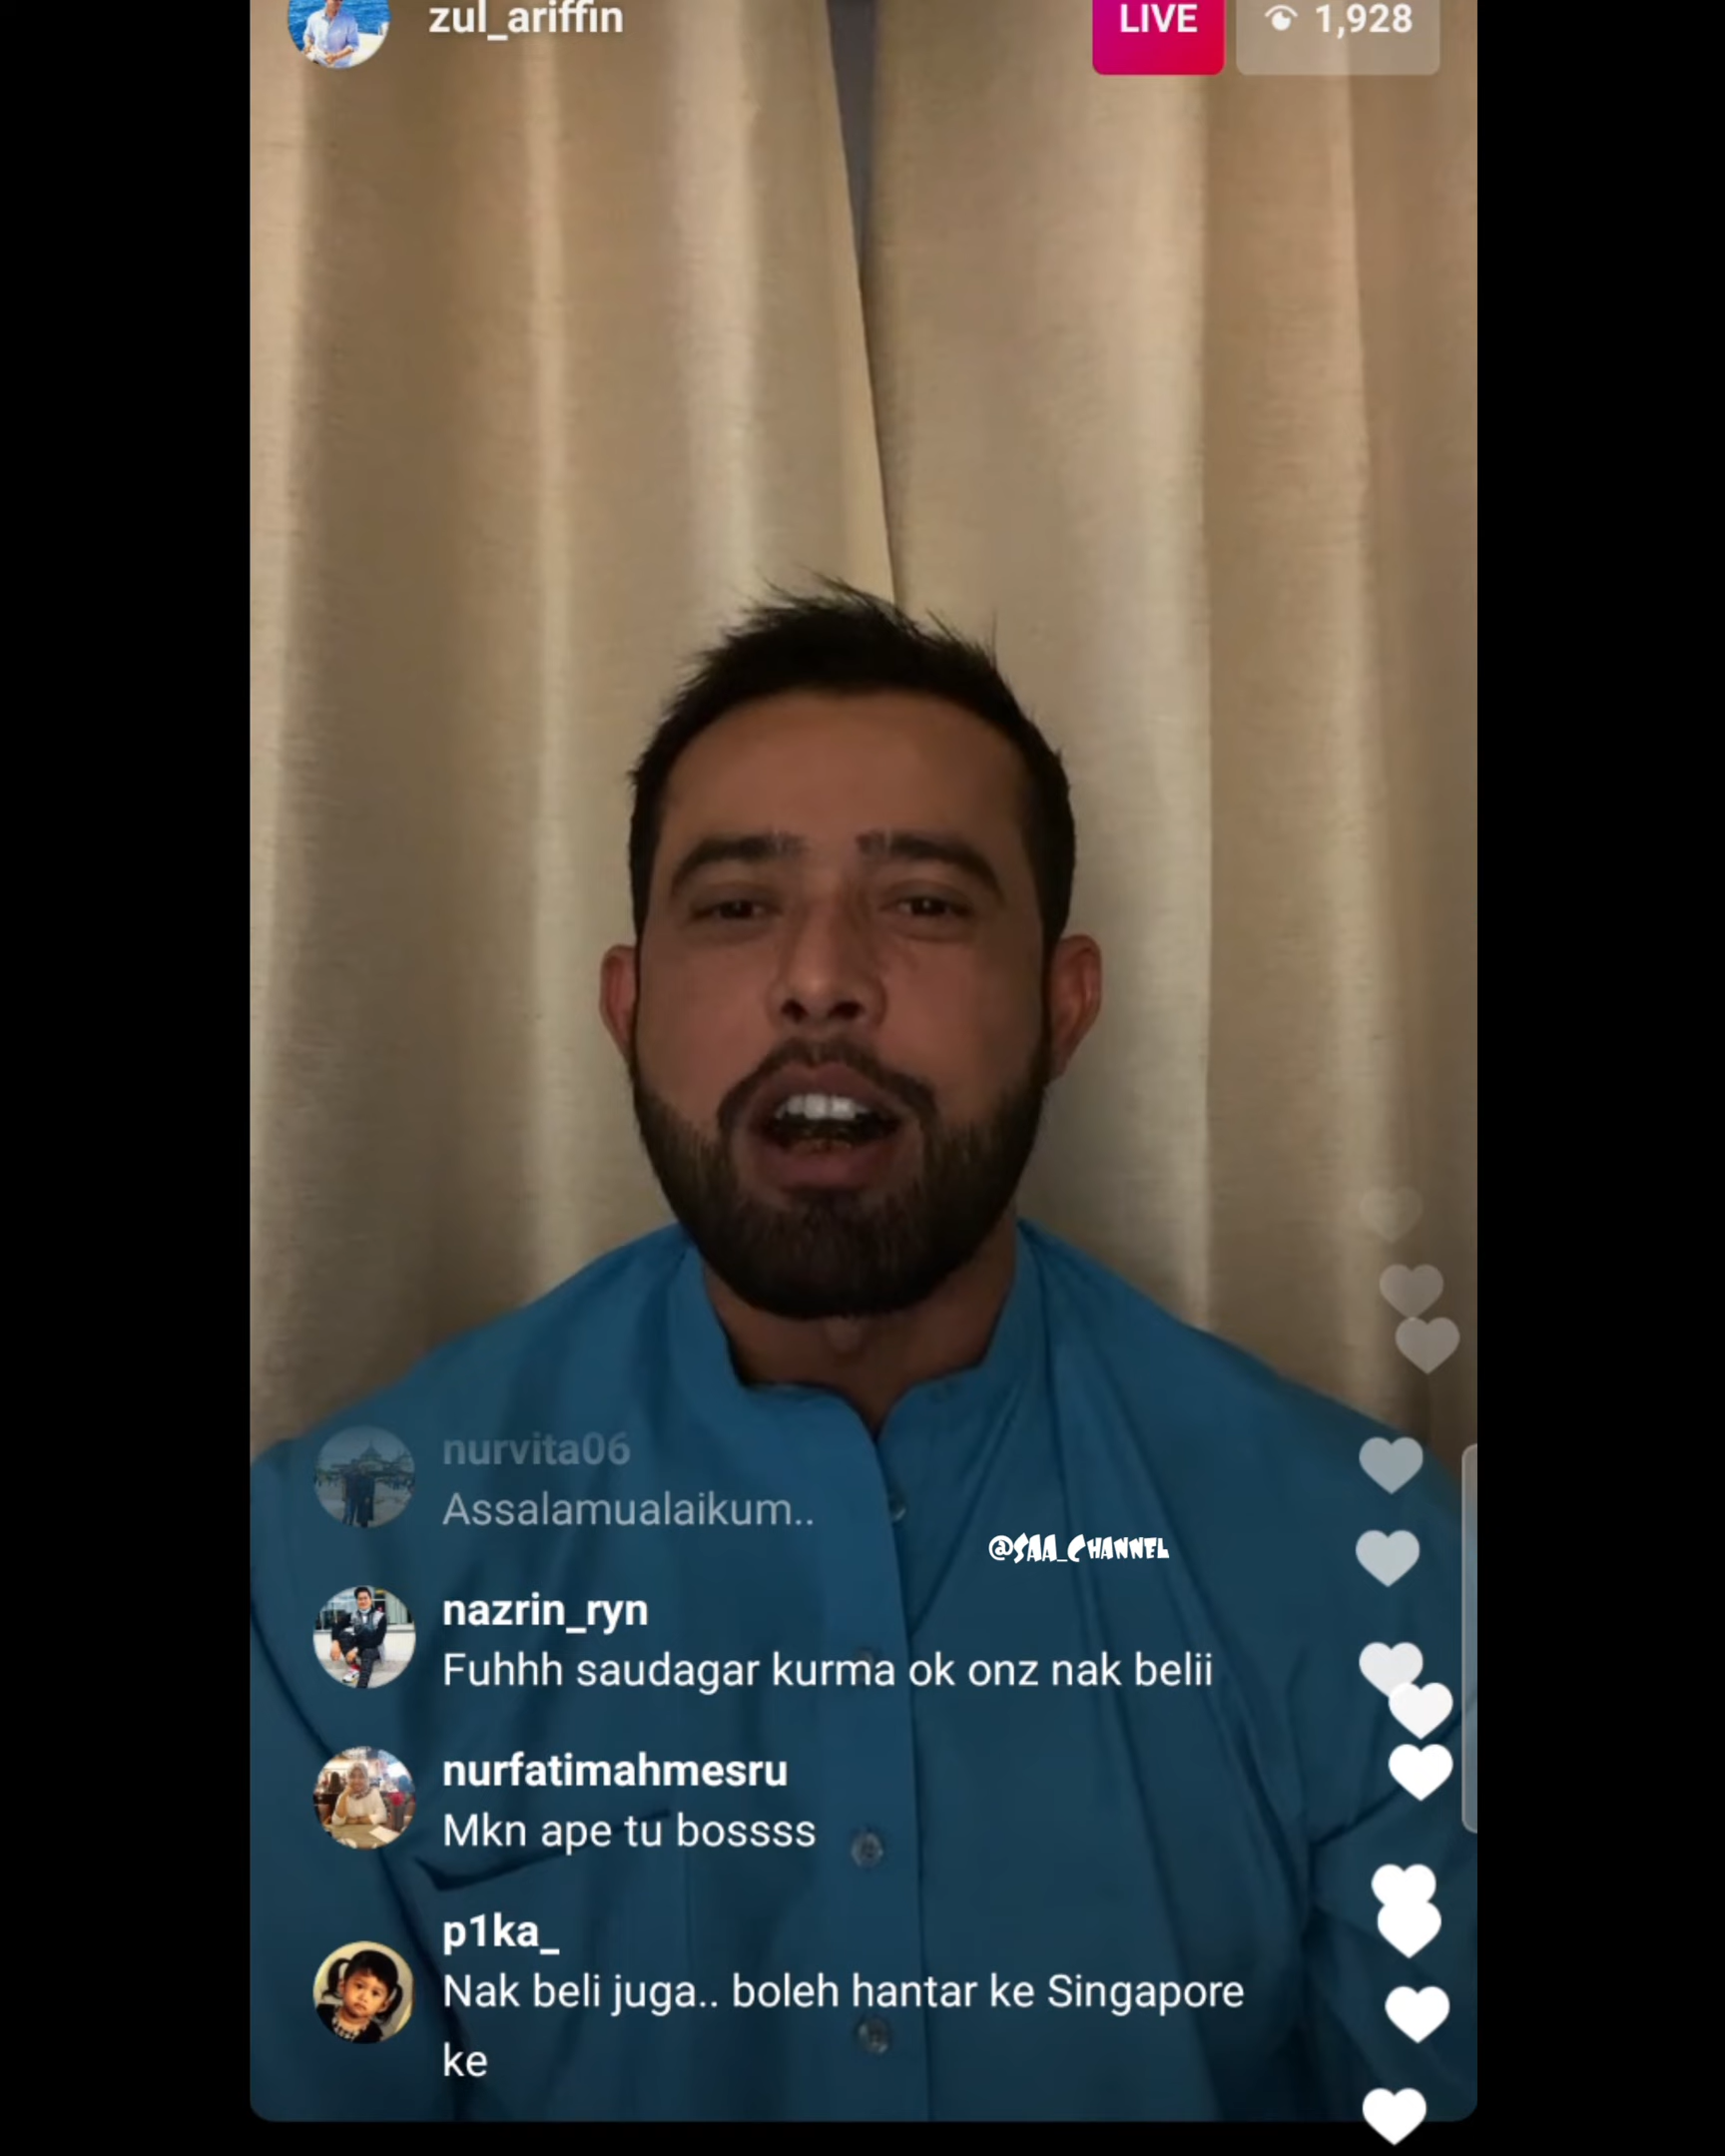 zul_ariffin
LIVE
1,928
nurvita06
Assalamualaikum..
@SAA_CHANNEL
nazrin_ryn
Fuhhh saudagar kurma ok onz nak belii
nurfatimahmesru
Mkn ape tu bossss
p1ka_
Nak beli juga.. boleh hantar ke Singapore
ke